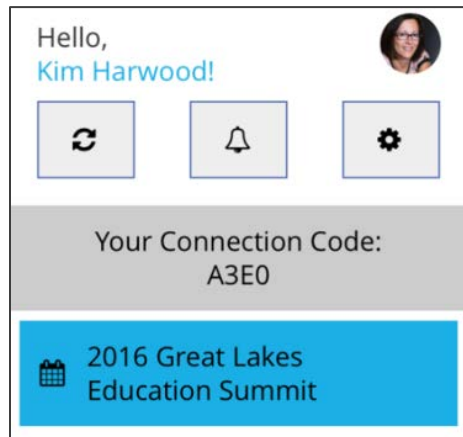 Hello,
Kim Harwood!
Your Connection Code:
A3E0
2016 Great Lakes
Education Summit